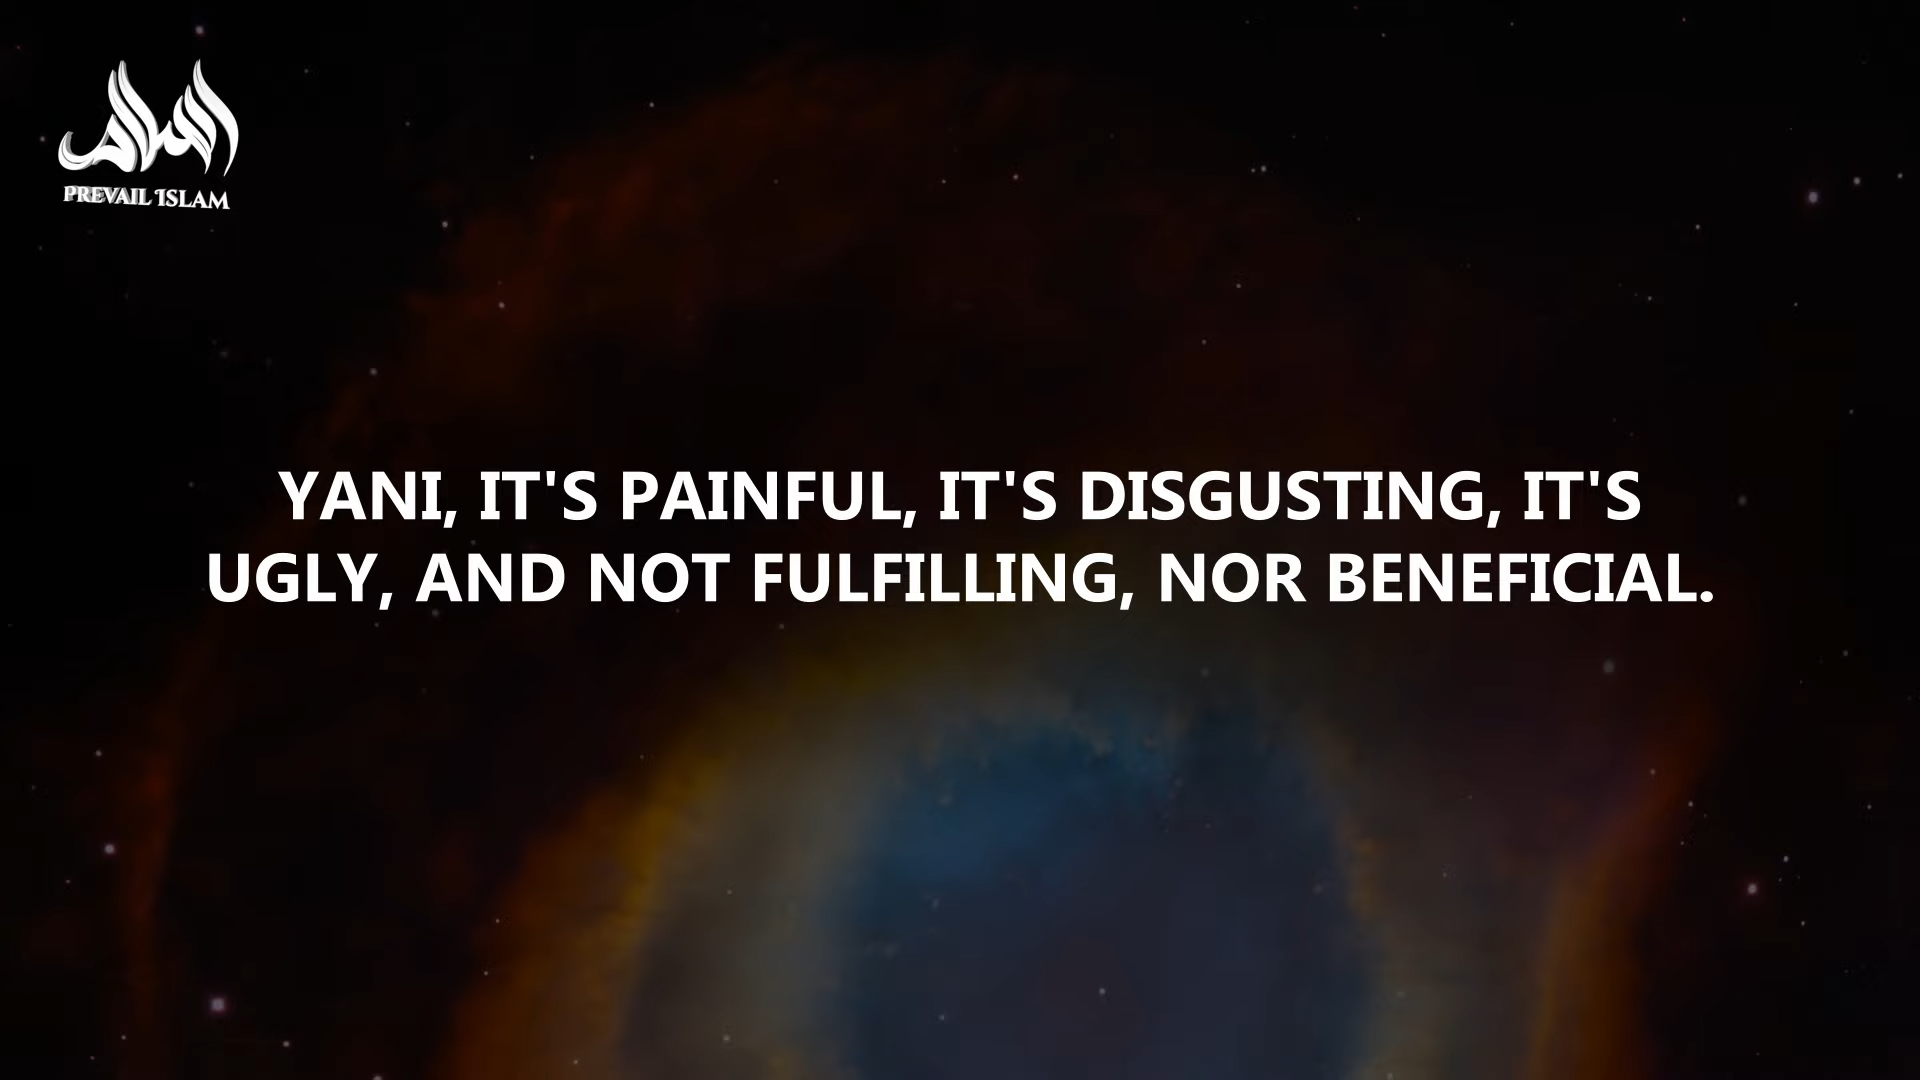 PREVAIL ISLAM
YANI, IT'S PAINFUL, IT'S DISGUSTING, IT'S
UGLY, AND NOT FULFILLING, NOR BENEFICIAL.